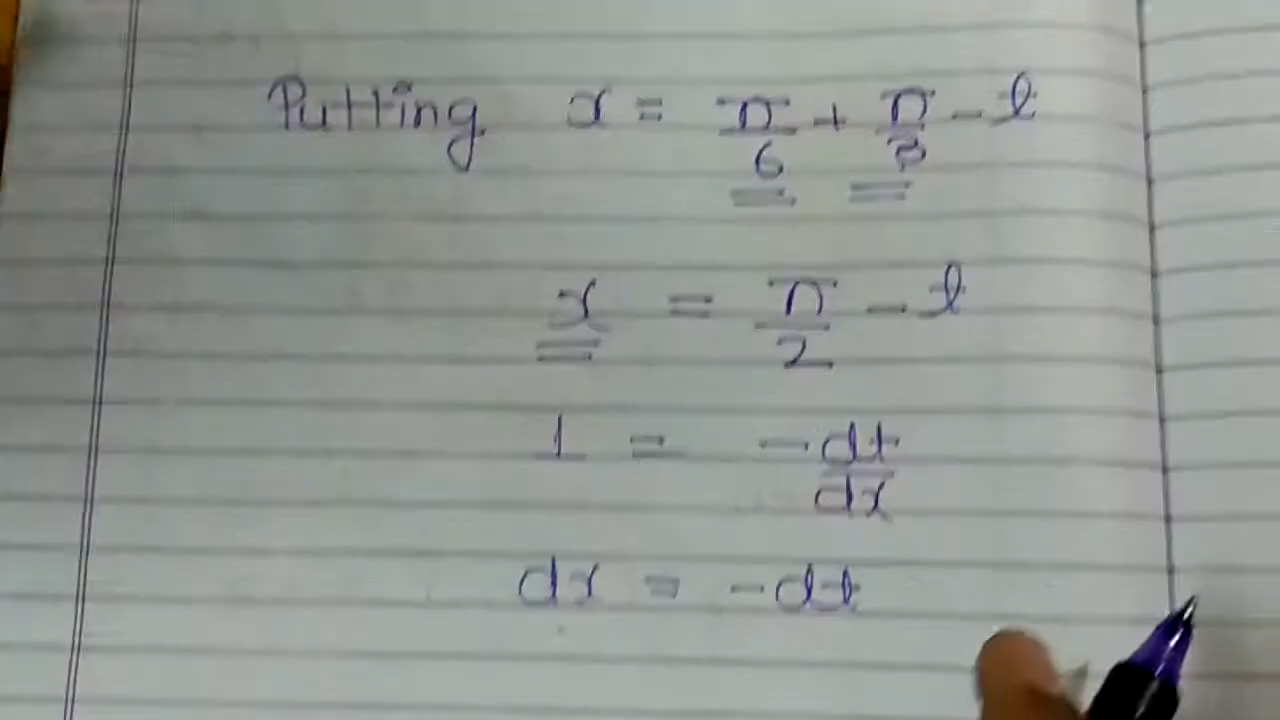 Putting x = π/6 + π/3 - t
x = π/2 - t
1 = -dt/dx
dx = -dt